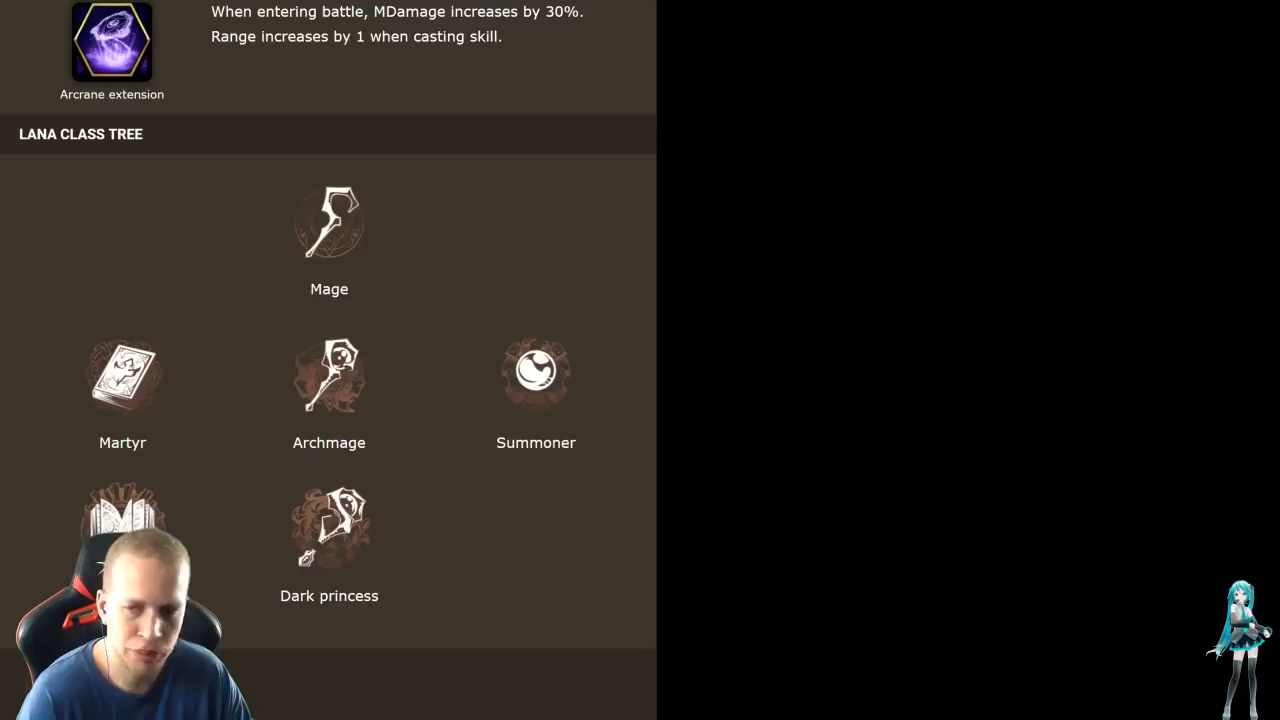 When entering battle, MDamage increases by 30%.
Range increases by 1 when casting skill.
Arcrane extension
LANA CLASS TREE
Mage
Martyr
Archmage
Summoner
Dark princess